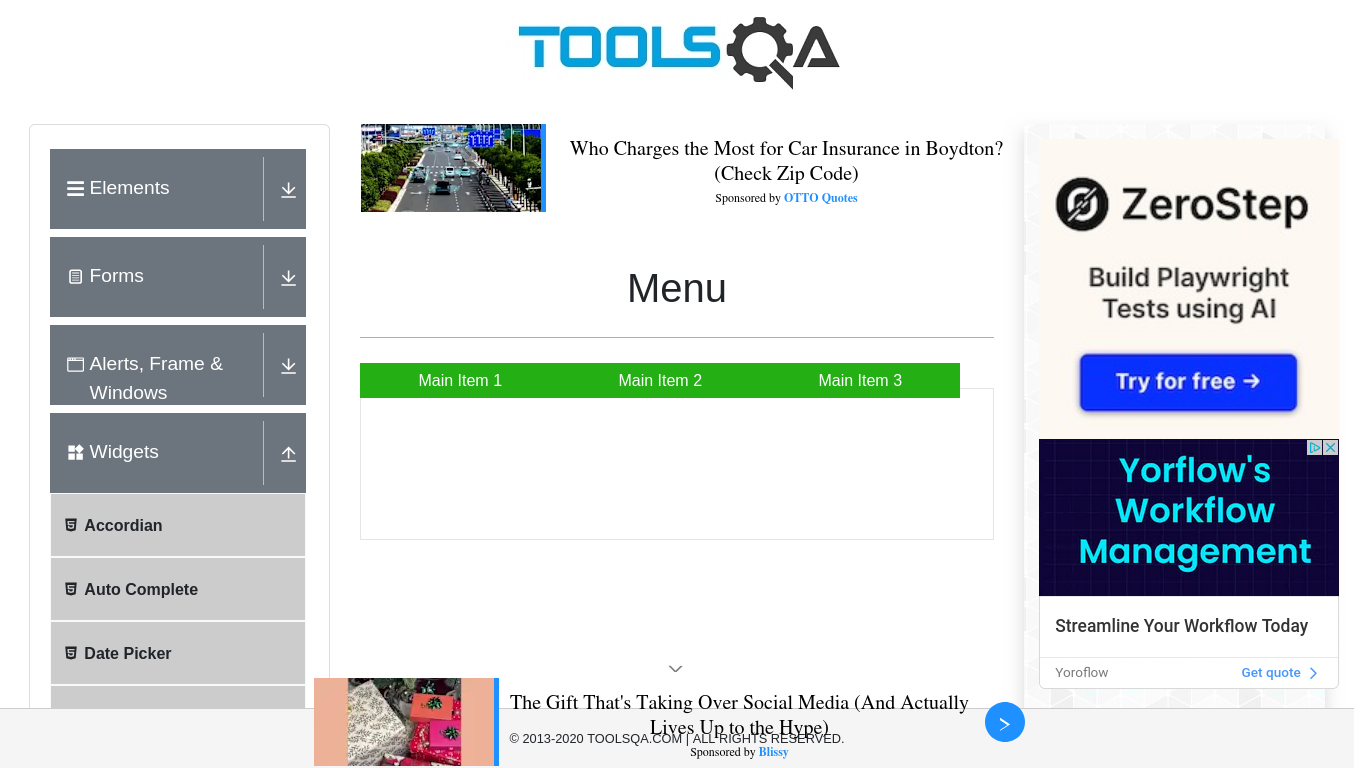 TOOLSQA
Elements
Forms
Alerts, Frame &
Windows
Widgets
Accordian
Auto Complete
Date Picker
Who Charges the Most for Car Insurance in Boydton?
(Check Zip Code)
Sponsored by OTTO Quotes
Menu
Main Item 1
Main Item 2
Main Item 3
ZeroStep
Build Playwright
Tests using AI
Try for free →
Yorflow's
Workflow
Management
Streamline Your Workflow Today
Yoroflow
Get quote
The Gift That's Taking Over Social Media (And Actually
Lives Up to the Hype)
© 2013-2020 TOOLSQA.COM | ALL RIGHTS RESERVED.
Sponsored by Blissy